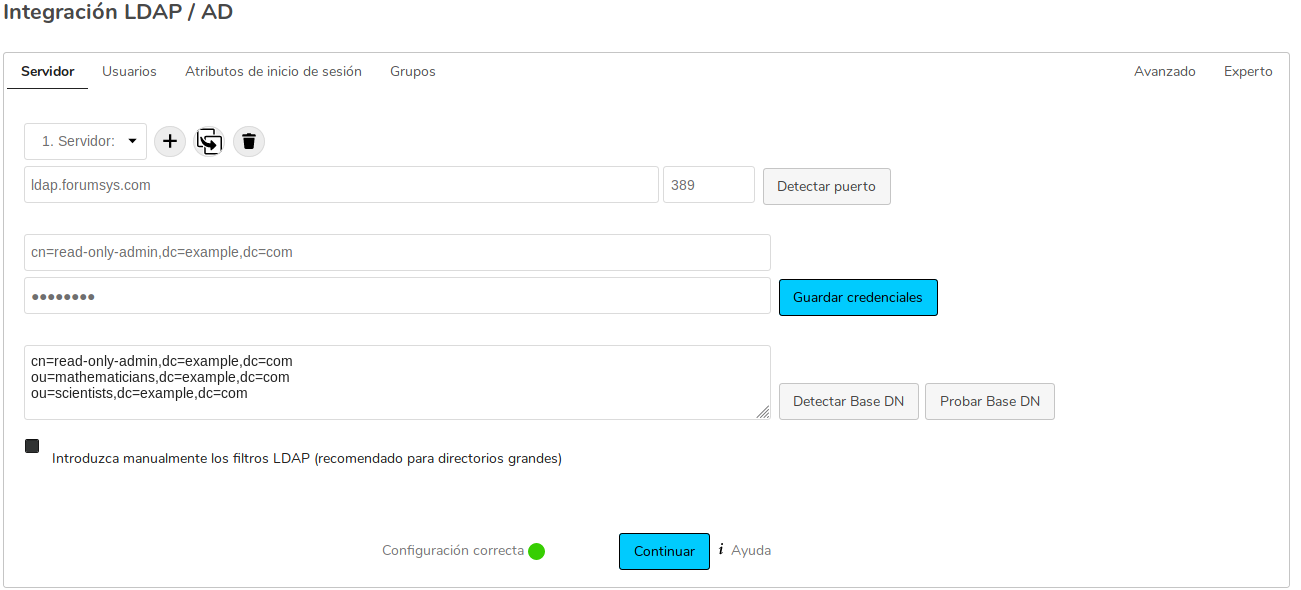 Integración LDAP / AD
Servidor Usuarios Atributos de inicio de sesión Grupos Avanzado Experto
1. Servidor:
ldap.forumsys.com 389 Detectar puerto
cn=read-only-admin,dc=example,dc=com
●●●●●●●● Guardar credenciales
cn=read-only-admin,dc=example,dc=com
ou=mathematicians,dc=example,dc=com
ou=scientists,dc=example,dc=com
Detectar Base DN Probar Base DN
Introduzca manualmente los filtros LDAP (recomendado para directorios grandes)
Configuración correcta Continuar i Ayuda